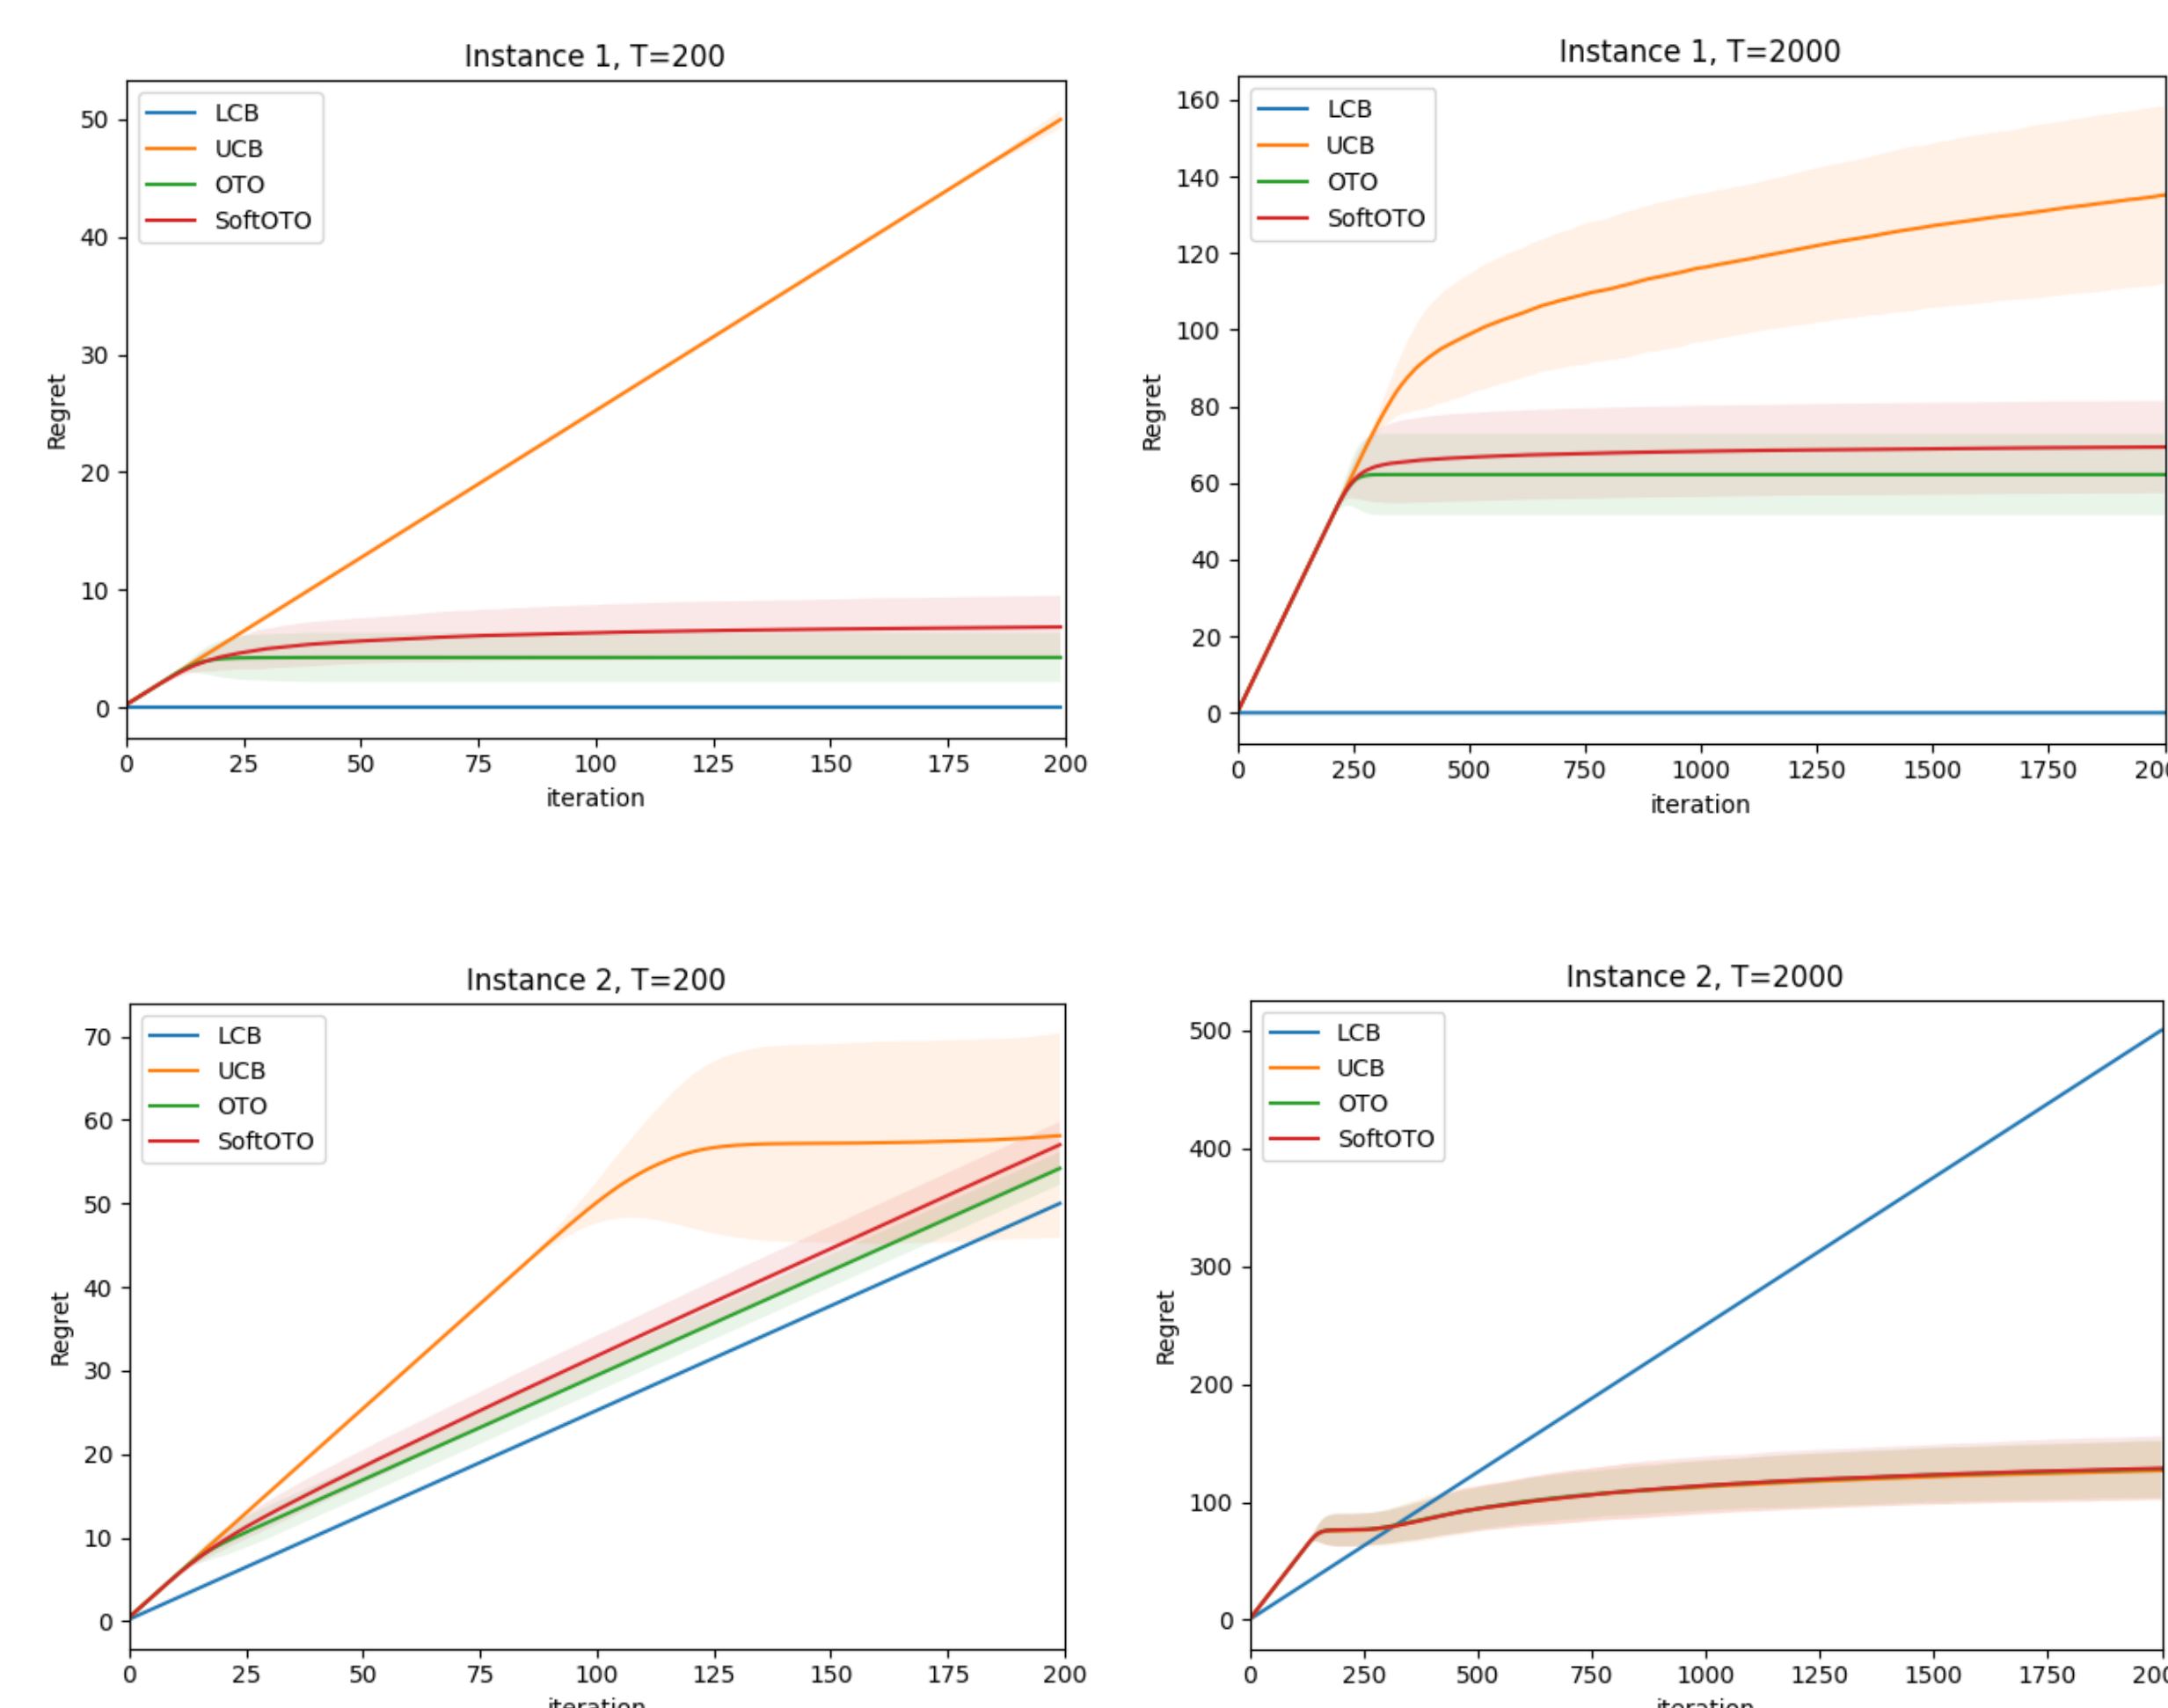 Instance 1, T=200
50
40
30
20
10
0
Regret
LCB
UCB
OTO
SoftOTO
0 25 50 75 100 125 150 175 200
iteration
Instance 1, T=2000
160
140
120
100
80
60
40
20
0
Regret
LCB
UCB
OTO
SoftOTO
0 250 500 750 1000 1250 1500 1750
iteration
Instance 2, T=200
70
60
50
40
30
20
10
0
Regret
LCB
UCB
OTO
SoftOTO
0 25 50 75 100 125 150 175 200
iteration
Instance 2, T=2000
500
400
300
200
100
0
Regret
LCB
UCB
OTO
SoftOTO
0 250 500 750 1000 1250 1500 1750
iteration